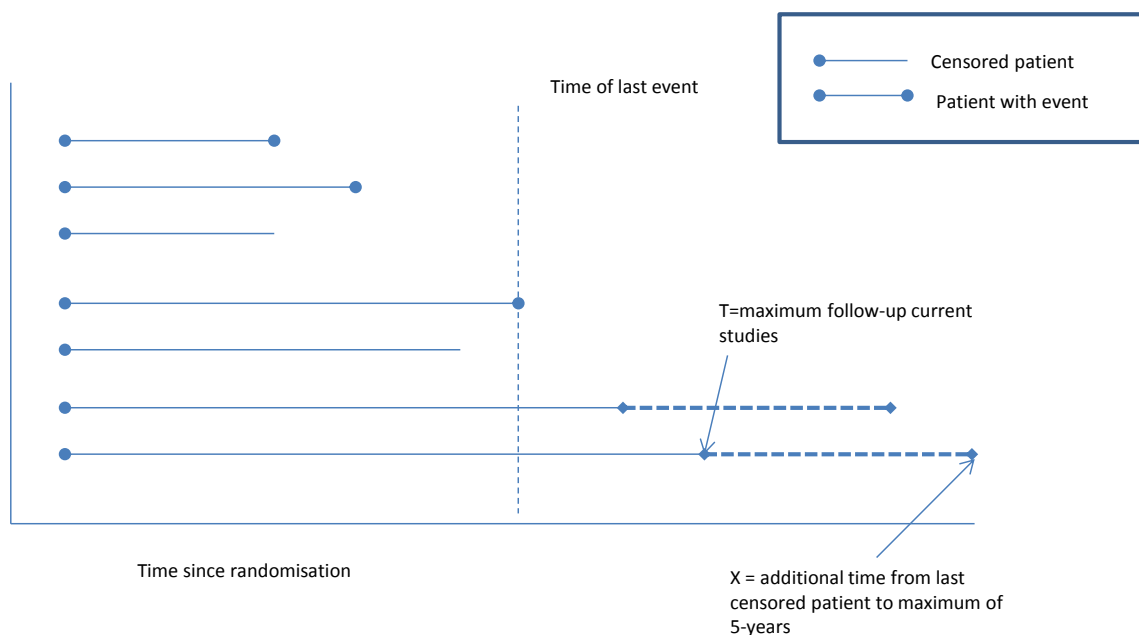 Censored patient
Patient with event
Time of last event
T=maximum follow-up current
studies
Time since randomisation
X = additional time from last
censored patient to maximum of
5-years